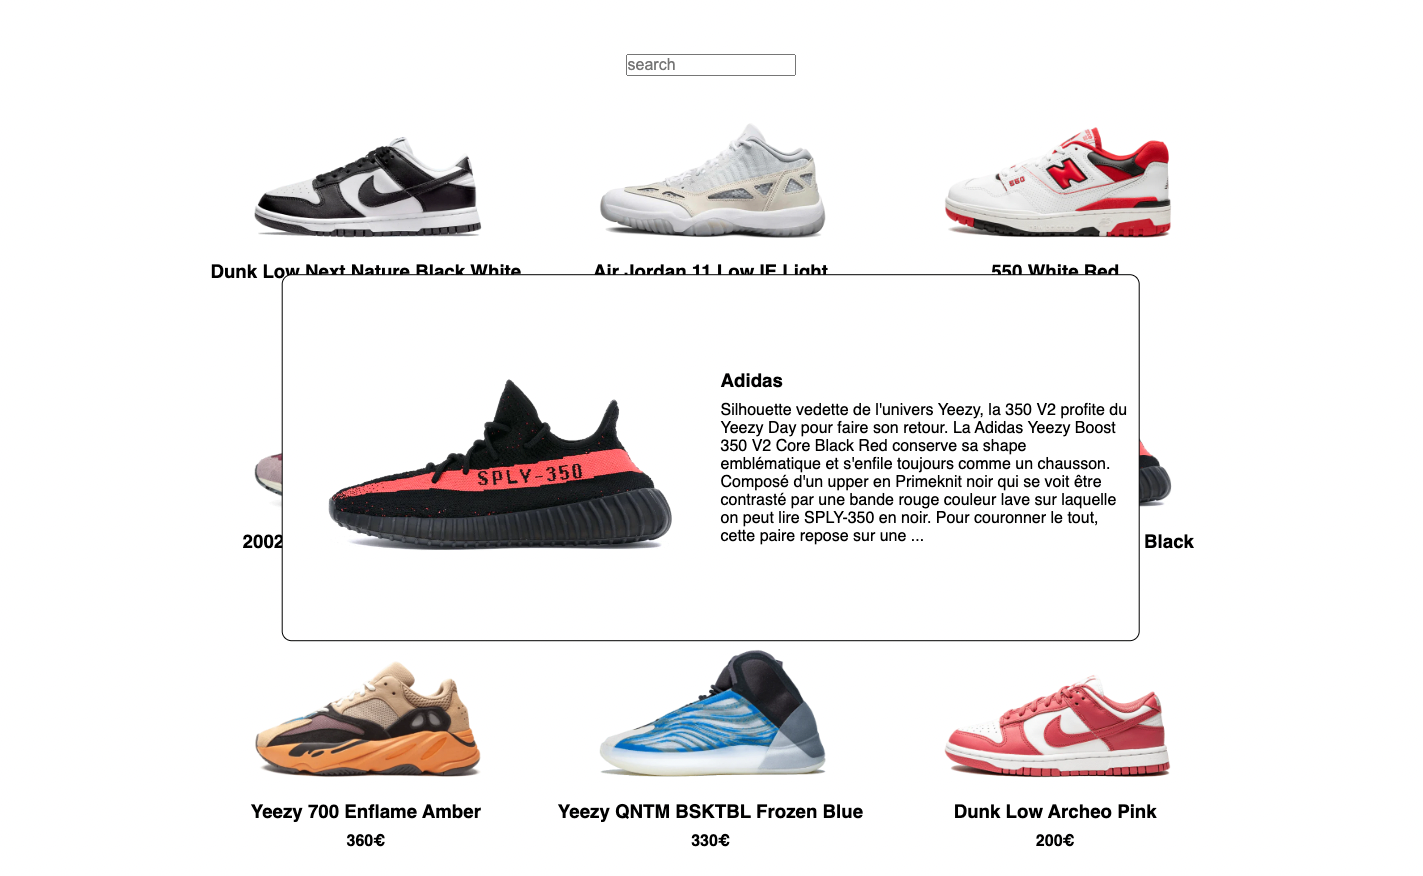 search
Dunk Low Next Nature Black White
Air Jordan 11 Low IE Light
550 White Red
SPLY-350
Adidas
Silhouette vedette de l'univers Yeezy, la 350 V2 profite du
Yeezy Day pour faire son retour. La Adidas Yeezy Boost
350 V2 Core Black Red conserve sa shape
emblématique et s'enfile toujours comme un chausson.
Composé d'un upper en Primeknit noir qui se voit être
contrasté par une bande rouge couleur lave sur laquelle
on peut lire SPLY-350 en noir. Pour couronner le tout,
cette paire repose sur une ...
2002
Black
Yeezy 700 Enflame Amber
Yeezy QNTM BSKTBL Frozen Blue
Dunk Low Archeo Pink
360€
330€
200€